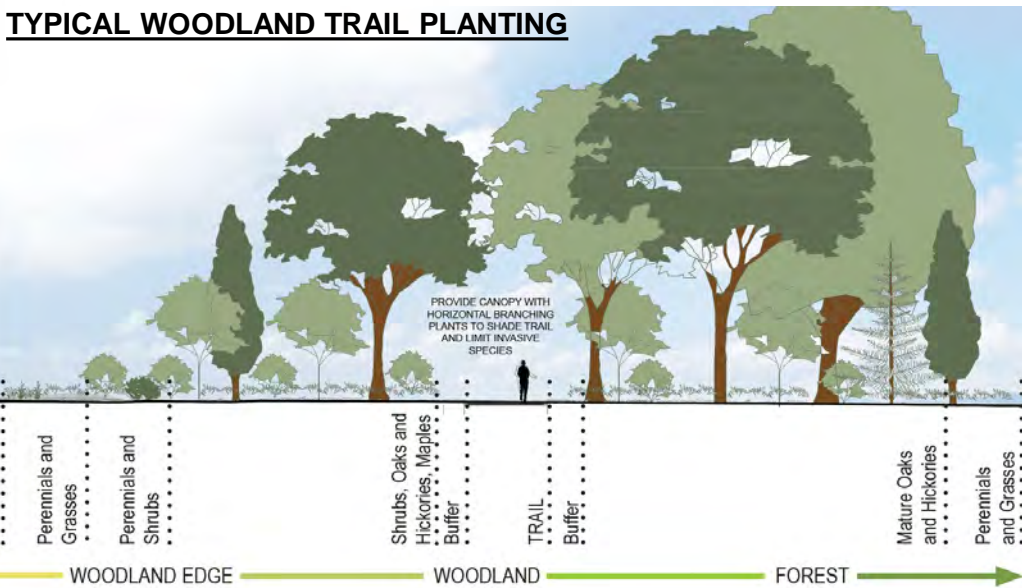 TYPICAL WOODLAND TRAIL PLANTING
PROVIDE CANOPY WITH
HORIZONTAL BRANCHING
PLANTS TO SHADE TRAIL
AND LIMIT INVASIVE
SPECIES
Perennials and
Grasses
Perennials and
Shrubs
Shrubs, Oaks and
Hickories, Maples
Buffer
TRAIL
Buffer
Mature Oaks
and Hickories
Perennials
and Grasses
WOODLAND EDGE
WOODLAND
FOREST